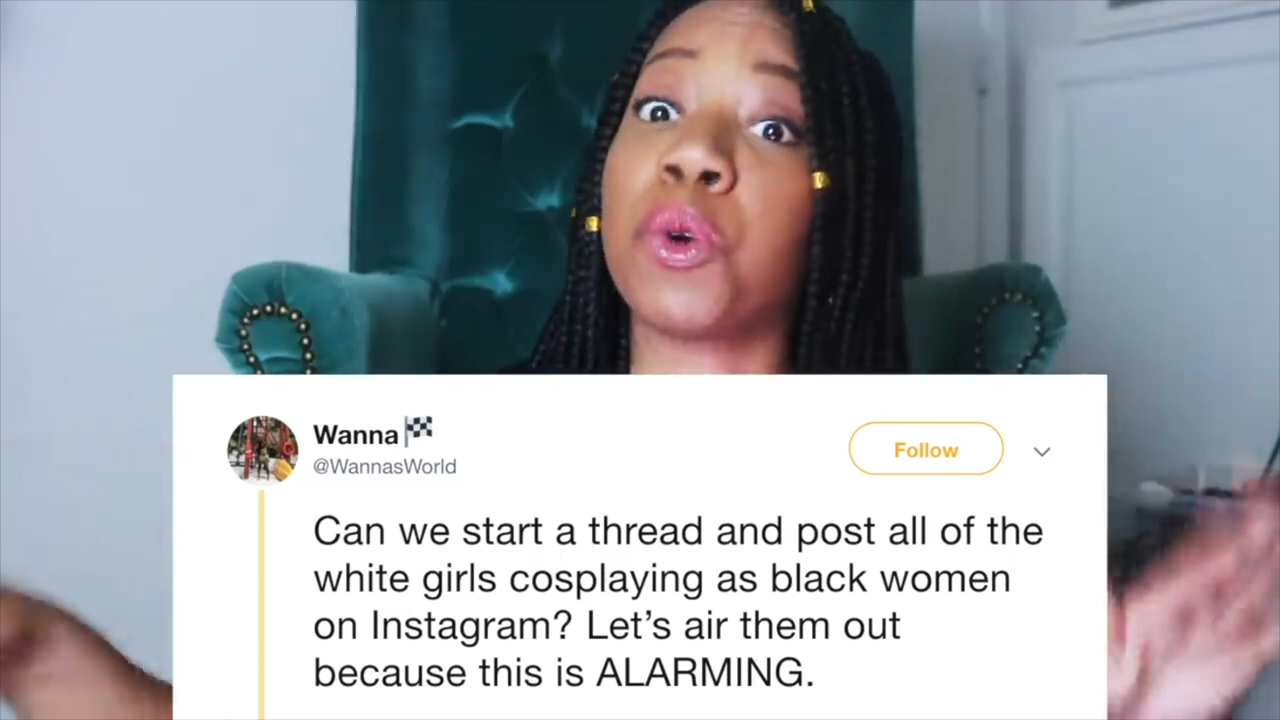 Wanna🏁
@WannasWorld
Follow
Can we start a thread and post all of the
white girls cosplaying as black women
on Instagram? Let’s air them out
because this is ALARMING.